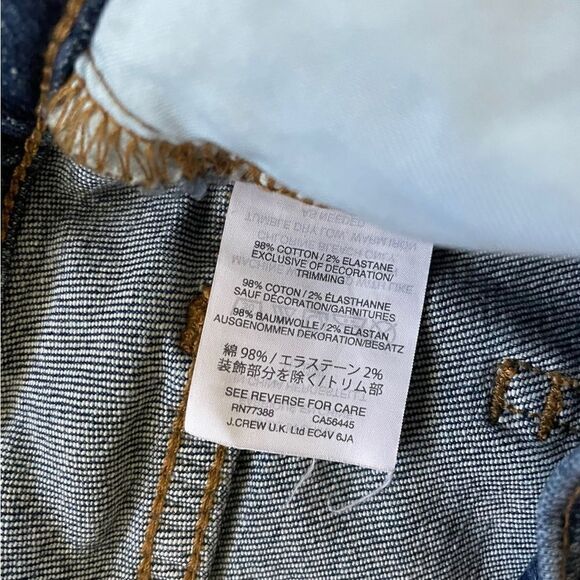 98% COTTON / 2% ELASTANE
EXCLUSIVE OF DECORATION/
TRIMMING
98% COTON / 2% ÉLASTHANNE
SAUF DÉCORATION/GARNITURES
98% BAUMWOLLE / 2% ELASTAN
AUSGENOMMEN DEKORATION/BESATZ
綿 98% / エラステーン 2%
装飾部分を除く/トリム部
SEE REVERSE FOR CARE
RN77388 CA56445
J.CREW U.K. Ltd EC4V 6JA